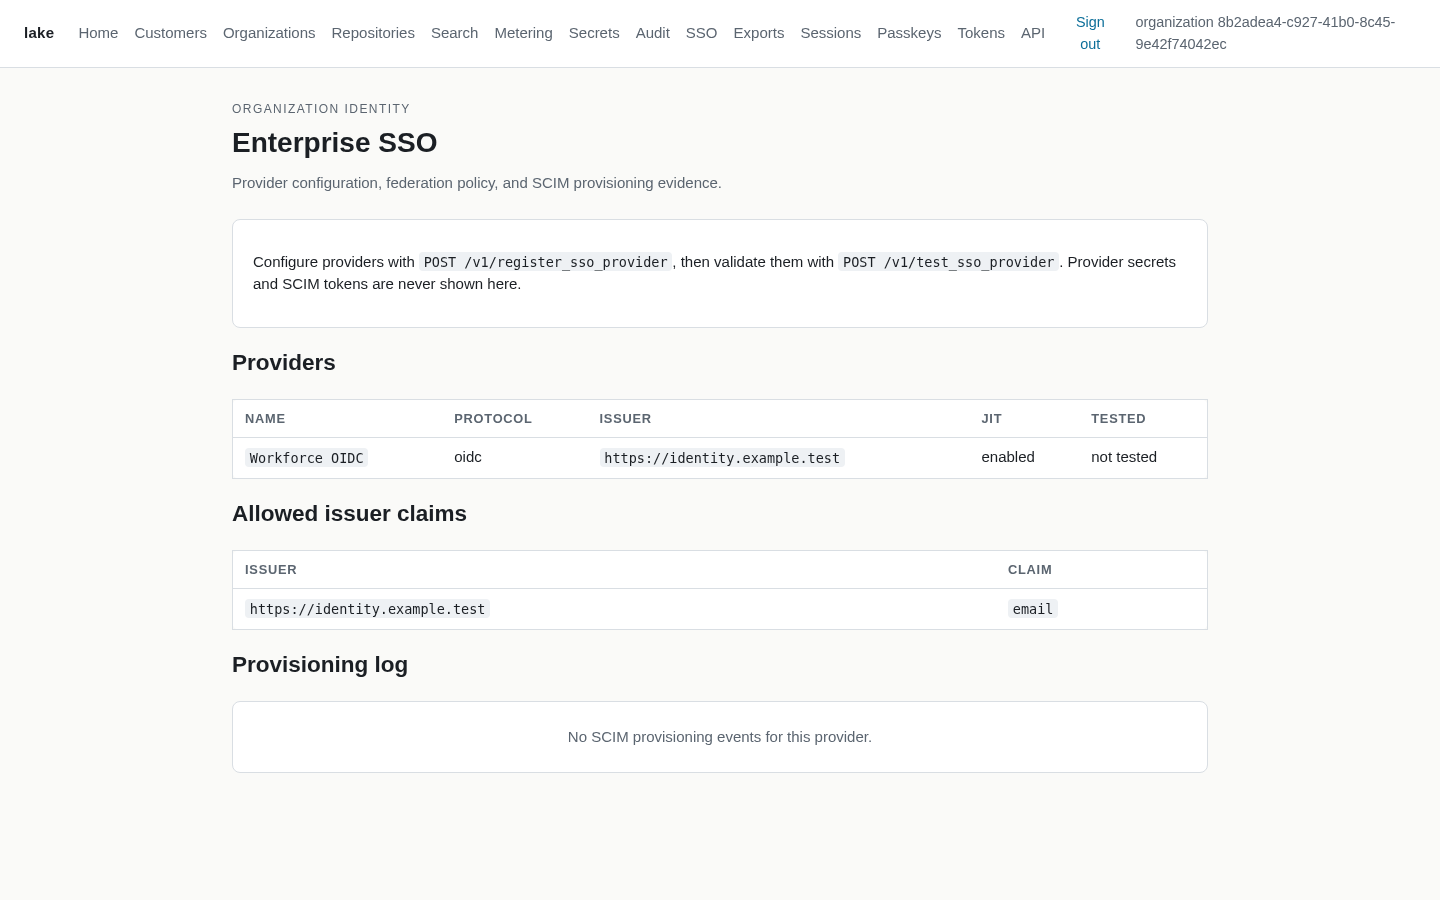 lake Home Customers Organizations Repositories Search Metering Secrets Audit SSO Exports Sessions Passkeys Tokens API Sign out organization 8b2adea4-c927-41b0-8c45-9e42f74042ec
ORGANIZATION IDENTITY
Enterprise SSO
Provider configuration, federation policy, and SCIM provisioning evidence.
Configure providers with POST /v1/register_sso_provider, then validate them with POST /v1/test_sso_provider. Provider secrets
and SCIM tokens are never shown here.
Providers
NAME PROTOCOL ISSUER JIT TESTED
Workforce OIDC oidc https://identity.example.test enabled not tested
Allowed issuer claims
ISSUER CLAIM
https://identity.example.test email
Provisioning log
No SCIM provisioning events for this provider.